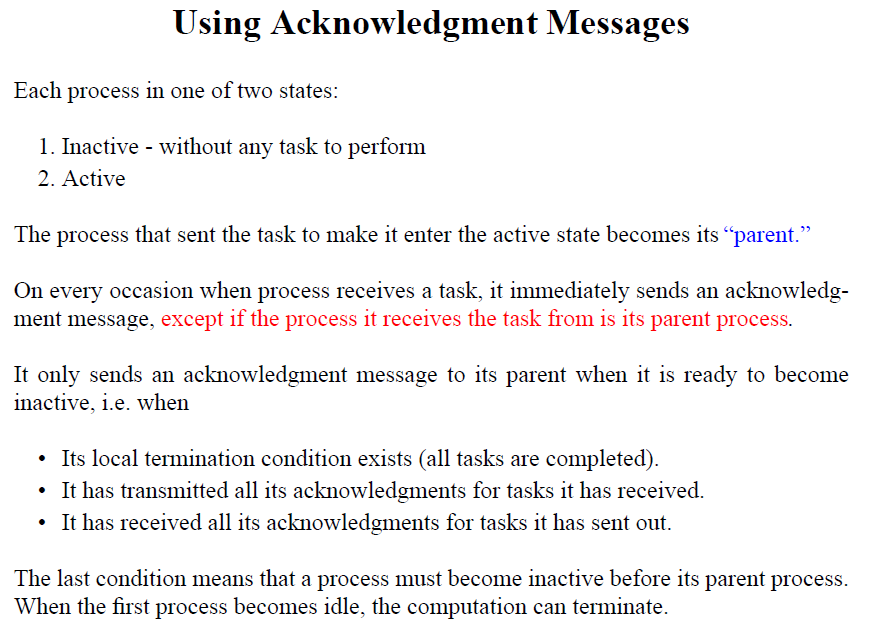 Using Acknowledgment Messages
Each process in one of two states:
1. Inactive - without any task to perform
2. Active
The process that sent the task to make it enter the active state becomes its “parent.”
On every occasion when process receives a task, it immediately sends an acknowledg-
ment message, except if the process it receives the task from is its parent process.
It only sends an acknowledgment message to its parent when it is ready to become
inactive, i.e. when
• Its local termination condition exists (all tasks are completed).
• It has transmitted all its acknowledgments for tasks it has received.
• It has received all its acknowledgments for tasks it has sent out.
The last condition means that a process must become inactive before its parent process.
When the first process becomes idle, the computation can terminate.